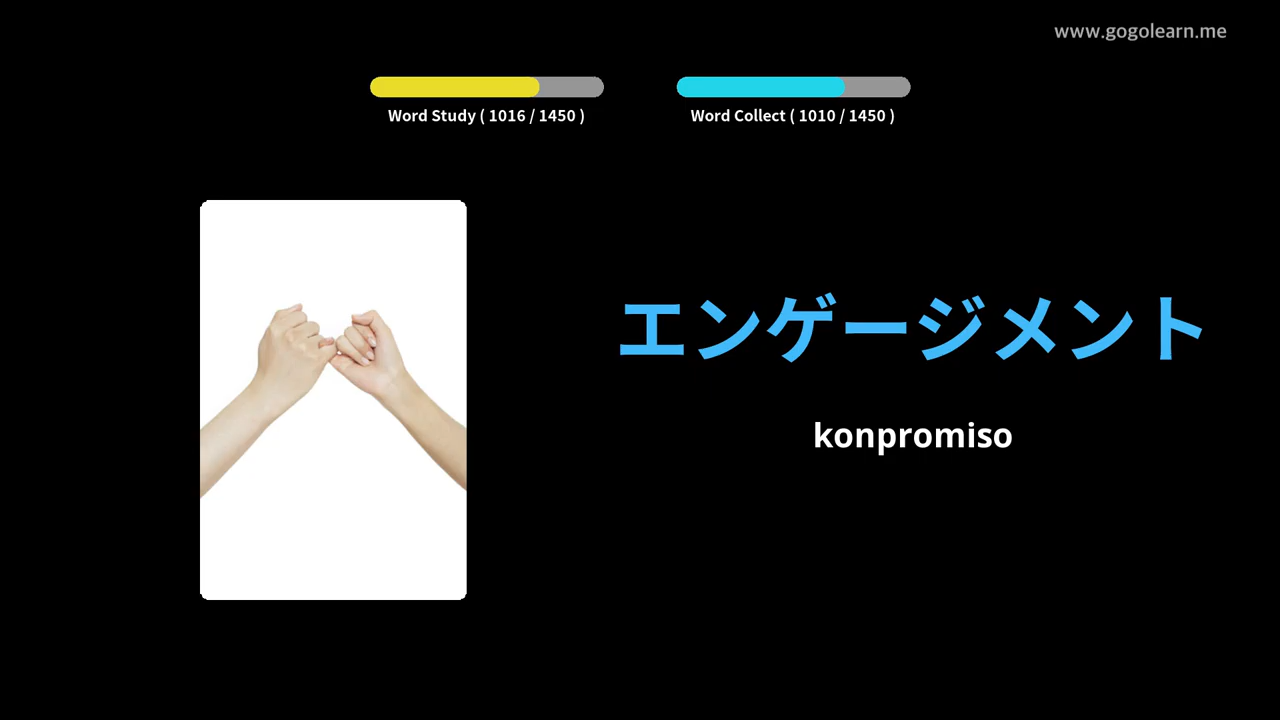 www.gogolearn.me
Word Study ( 1016 / 1450 )
Word Collect ( 1010 / 1450 )
エンゲージメント
konpromiso